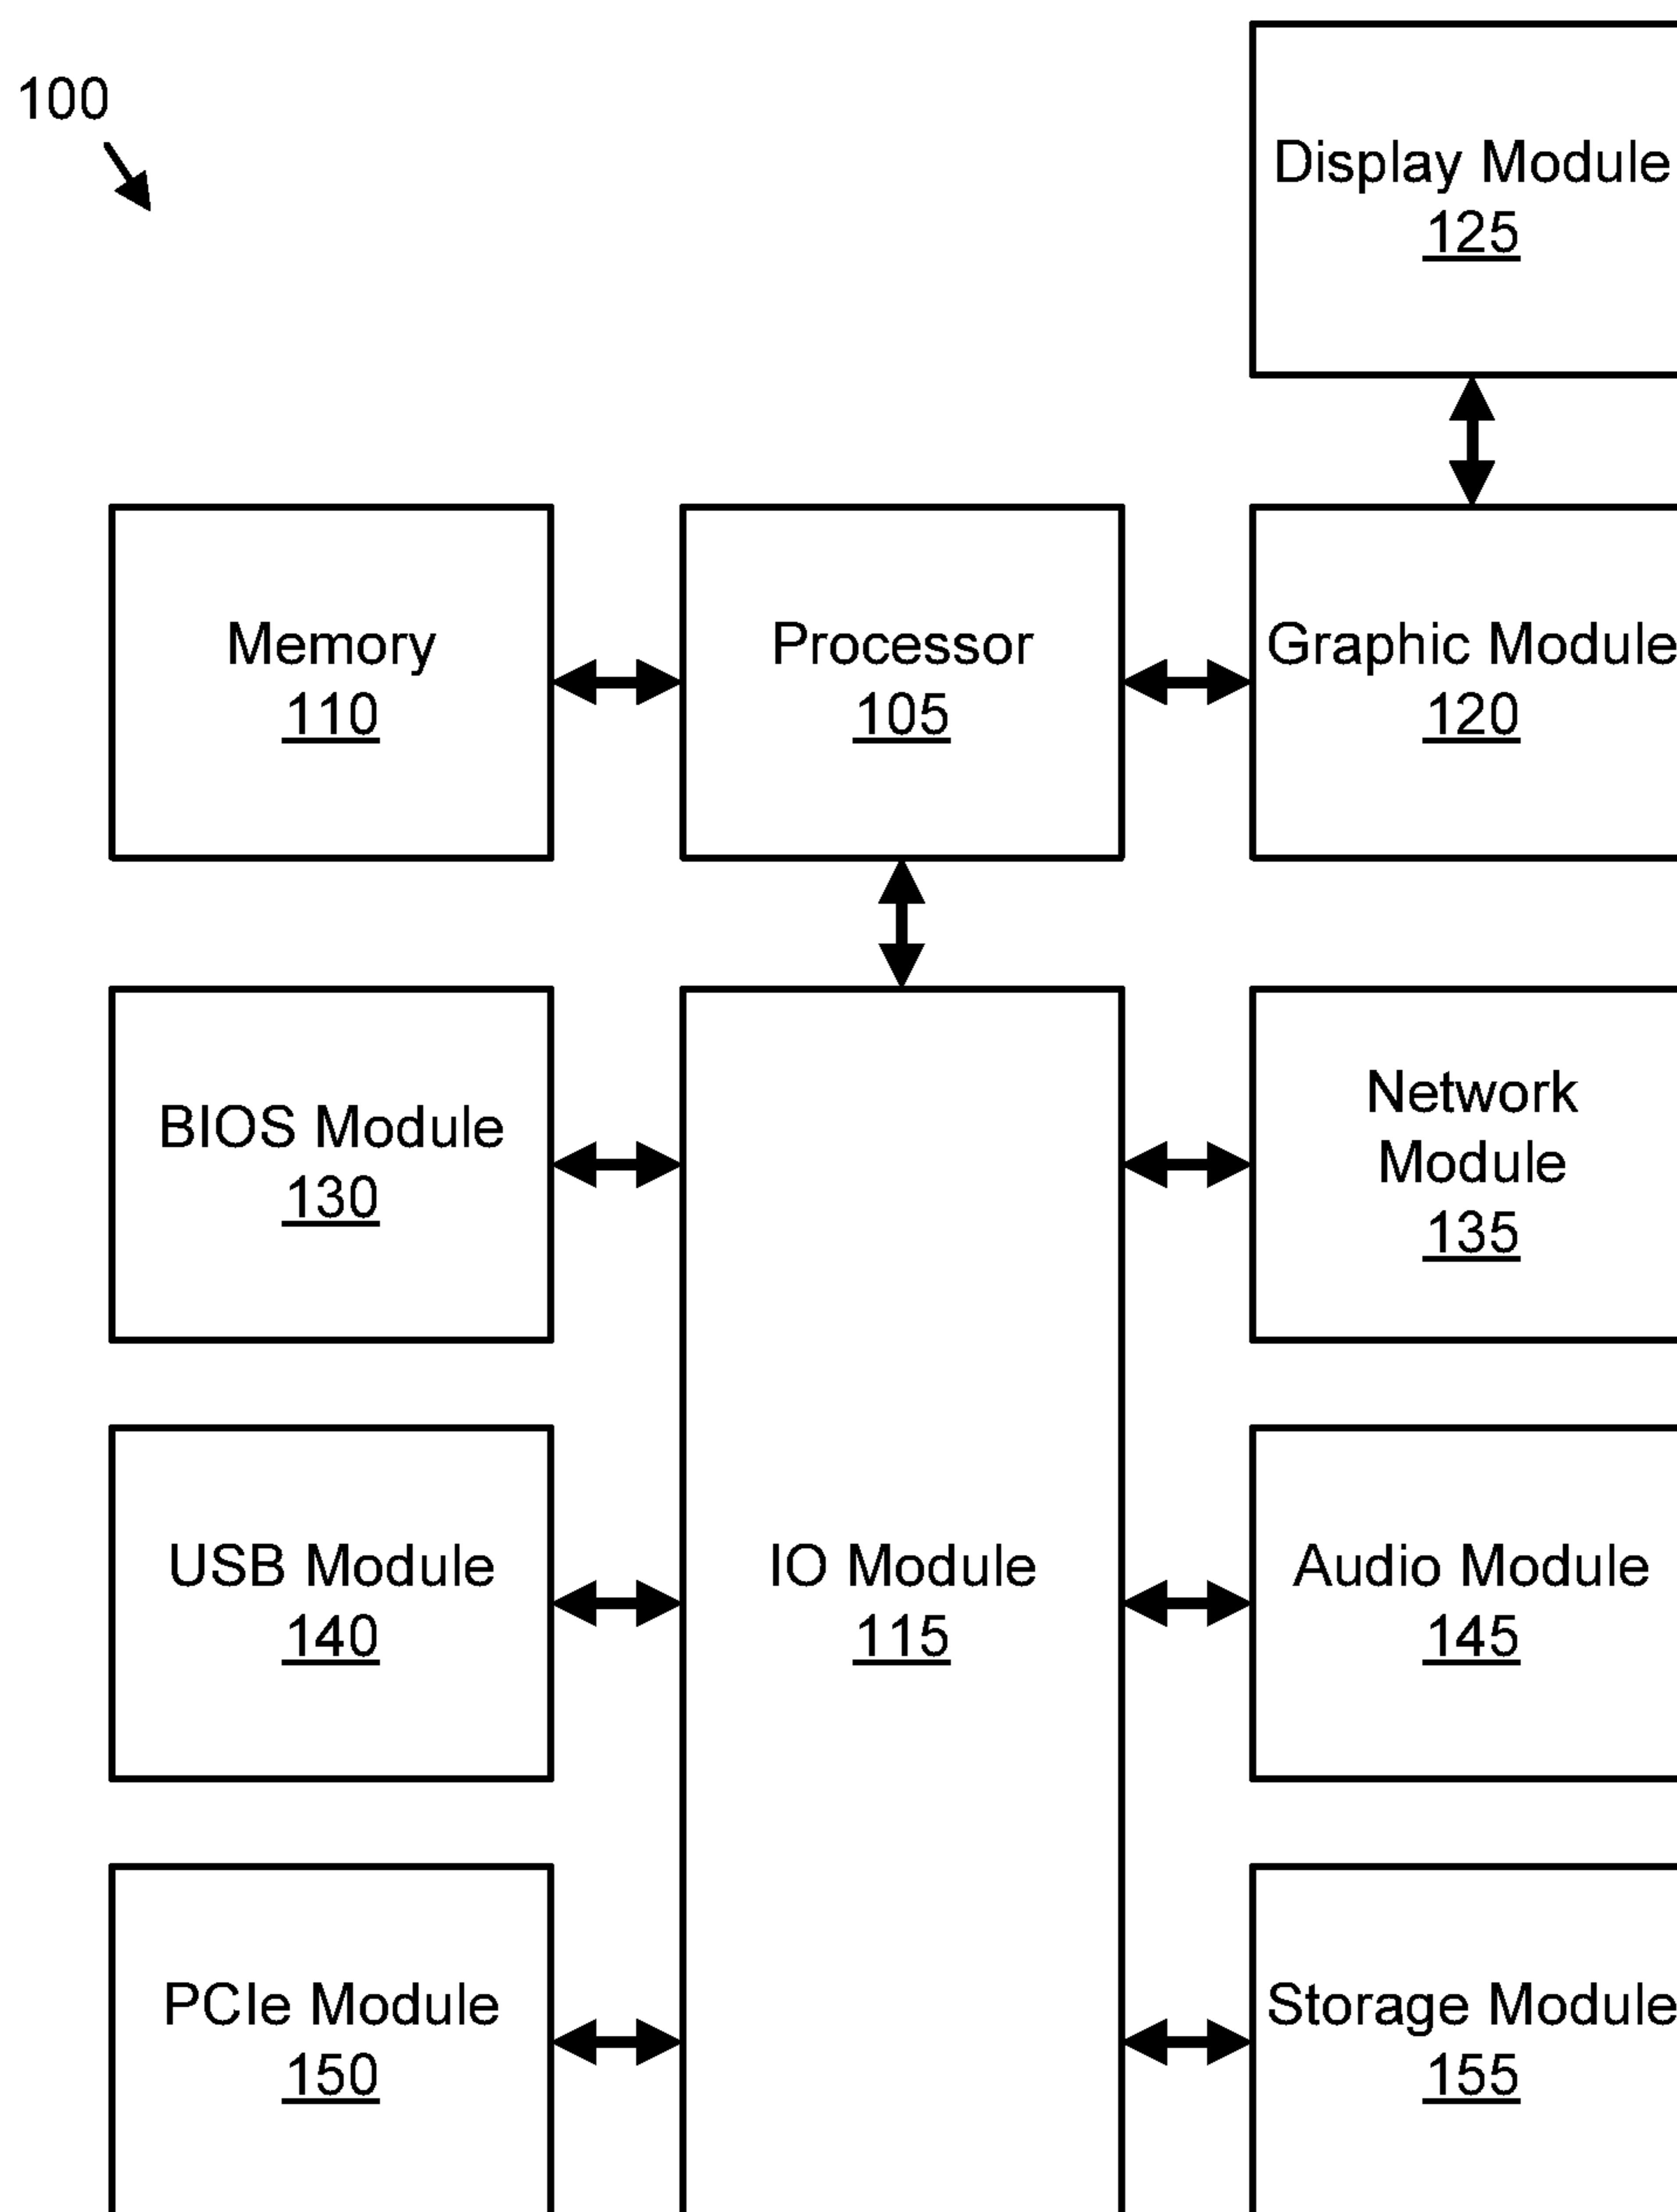 100
Display Module
125
Memory
110
Processor
105
Graphic Module
120
BIOS Module
130
Network
Module
135
USB Module
140
IO Module
115
Audio Module
145
PCIe Module
150
Storage Module
155